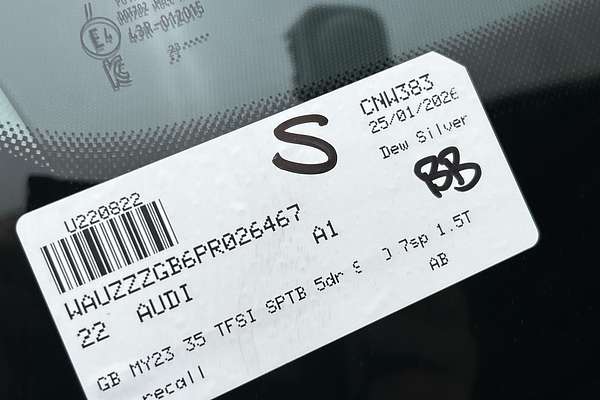 E4
43R-012015
S
CNW383
25/01/2026
Dew Silver
BB
U220822
WAUZZZGB6PR026467
22 AUDI A1
GB MY23 35 TFSI SPTB 5dr S 7sp 1.5T
recall AB